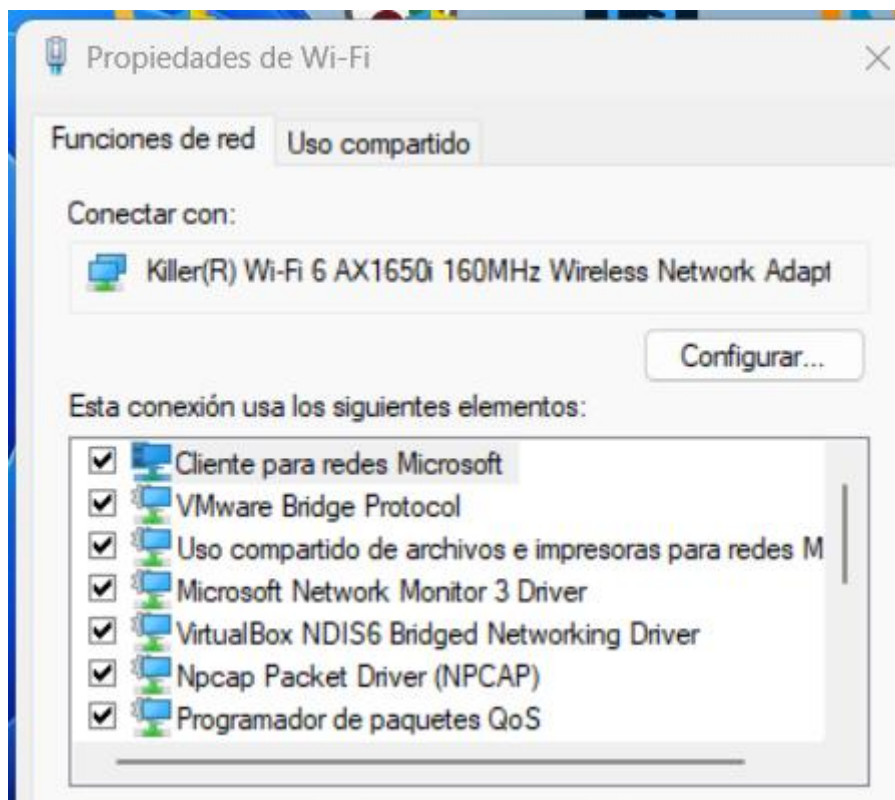 Propiedades de Wi-Fi
Funciones de red
Uso compartido
Conectar con:
Killer(R) Wi-Fi 6 AX1650i 160MHz Wireless Network Adapt
Configurar...
Esta conexión usa los siguientes elementos:
Cliente para redes Microsoft
VMware Bridge Protocol
Uso compartido de archivos e impresoras para redes M
Microsoft Network Monitor 3 Driver
VirtualBox NDIS6 Bridged Networking Driver
Npcap Packet Driver (NPCAP)
Programador de paquetes QoS